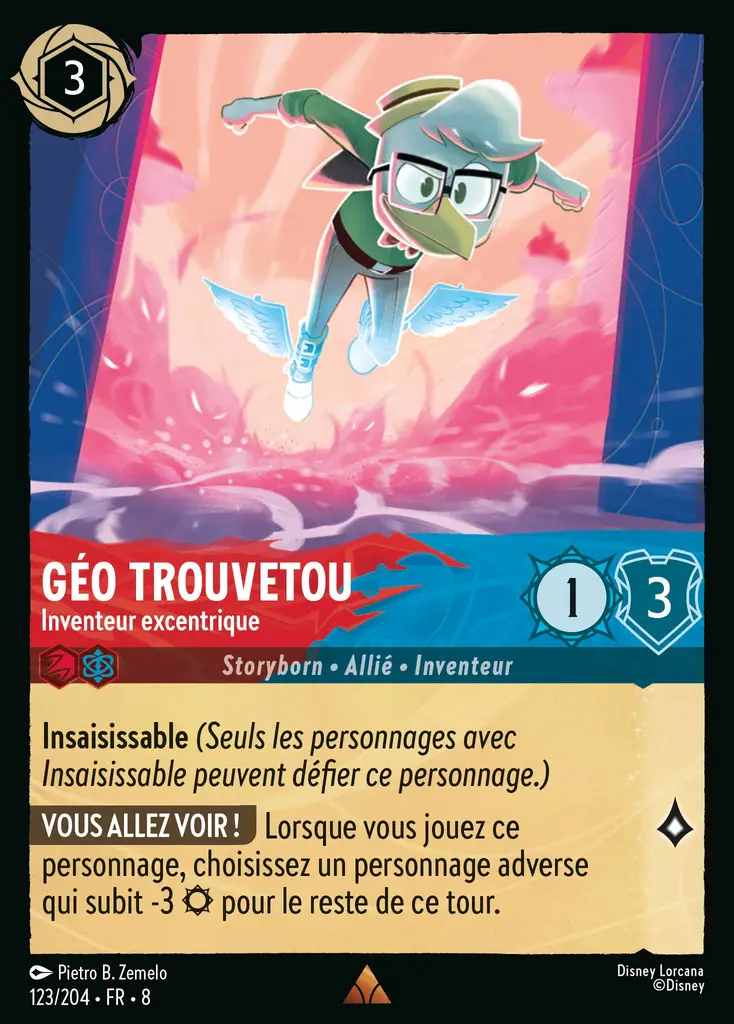 3
GÉO TROUVETOU
Inventeur excentrique
1
3
Storyborn • Allié • Inventeur
Insaisissable (Seuls les personnages avec
Insaisissable peuvent défier ce personnage.)
VOUS ALLEZ VOIR ! Lorsque vous jouez ce
personnage, choisissez un personnage adverse
qui subit -3 pour le reste de ce tour.
Pietro B. Zemelo
123/204 • FR • 8
Disney Lorcana
©Disney